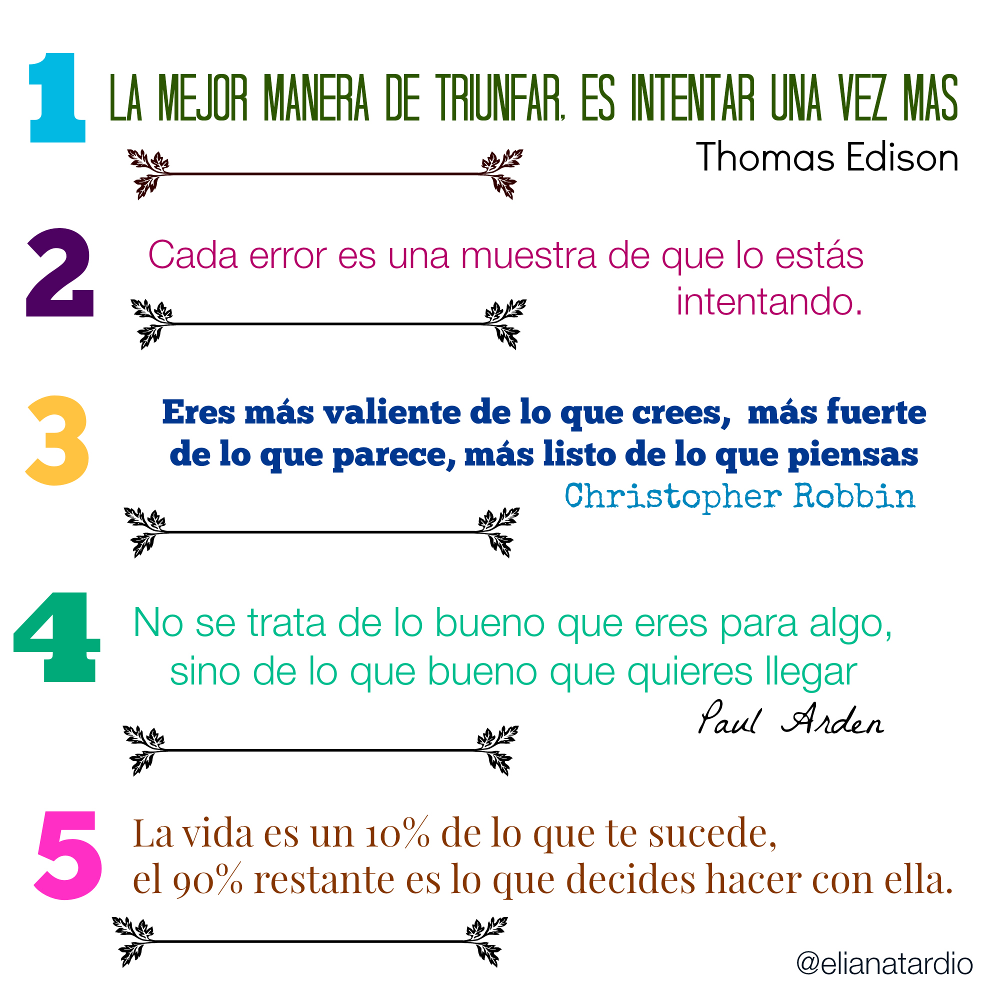 1 LA MEJOR MANERA DE TRIUNFAR, ES INTENTAR UNA VEZ MAS
Thomas Edison
2 Cada error es una muestra de que lo estás
intentando.
3 Eres más valiente de lo que crees, más fuerte
de lo que parece, más listo de lo que piensas
Christopher Robbin
4 No se trata de lo bueno que eres para algo,
sino de lo que bueno que quieres llegar
Paul Arden
5 La vida es un 10% de lo que te sucede,
el 90% restante es lo que decides hacer con ella.
@elianatardio